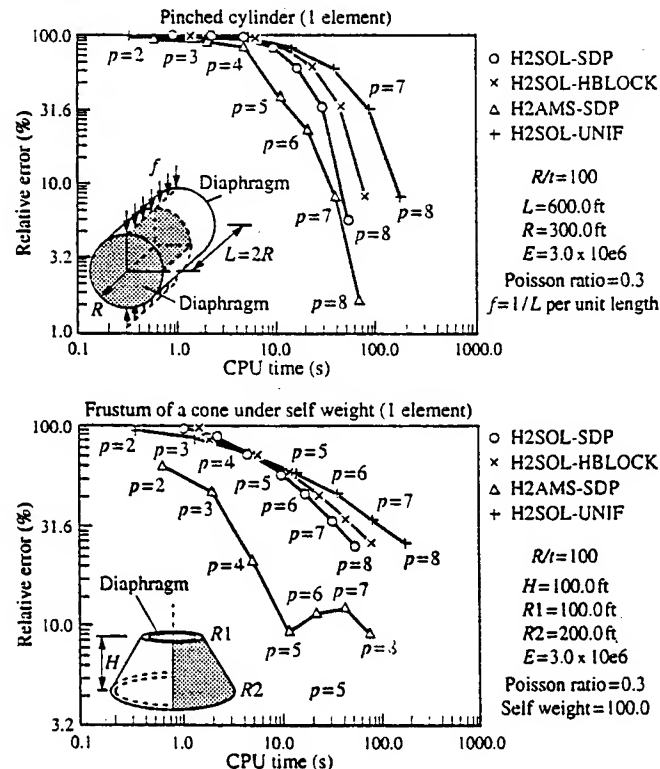 Pinched cylinder (1 element)
100.0
31.6
10.0
3.2
1.0
Relative error (%)
p=2
p=3
p=4
p=5
p=6
p=7
p=8
p=7
p=8
p=8
f
Diaphragm
L=2R
Diaphragm
R
0.1
1.0
10.0
100.0
1000.0
CPU time (s)
H2SOL-SDP
H2SOL-HBLOCK
H2AMS-SDP
H2SOL-UNIF
R/t=100
L=600.0ft
R=300.0ft
E=3.0 x 10e6
Poisson ratio=0.3
f=1/L per unit length
Frustum of a cone under self weight (1 element)
100.0
31.6
10.0
3.2
Relative error (%)
p=2
p=3
p=4
p=5
p=5
p=6
p=6
p=7
p=7
p=8
p=8
p=2
p=3
p=4
p=6
p=7
p=5
p=5
Diaphragm
R1
H
R2
0.1
1.0
10.0
100.0
1000.0
CPU time (s)
H2SOL-SDP
H2SOL-HBLOCK
H2AMS-SDP
H2SOL-UNIF
R/t=100
H=100.0ft
R1=100.0ft
R2=200.0ft
E=3.0 x 10e6
Poisson ratio=0.3
Self weight=100.0